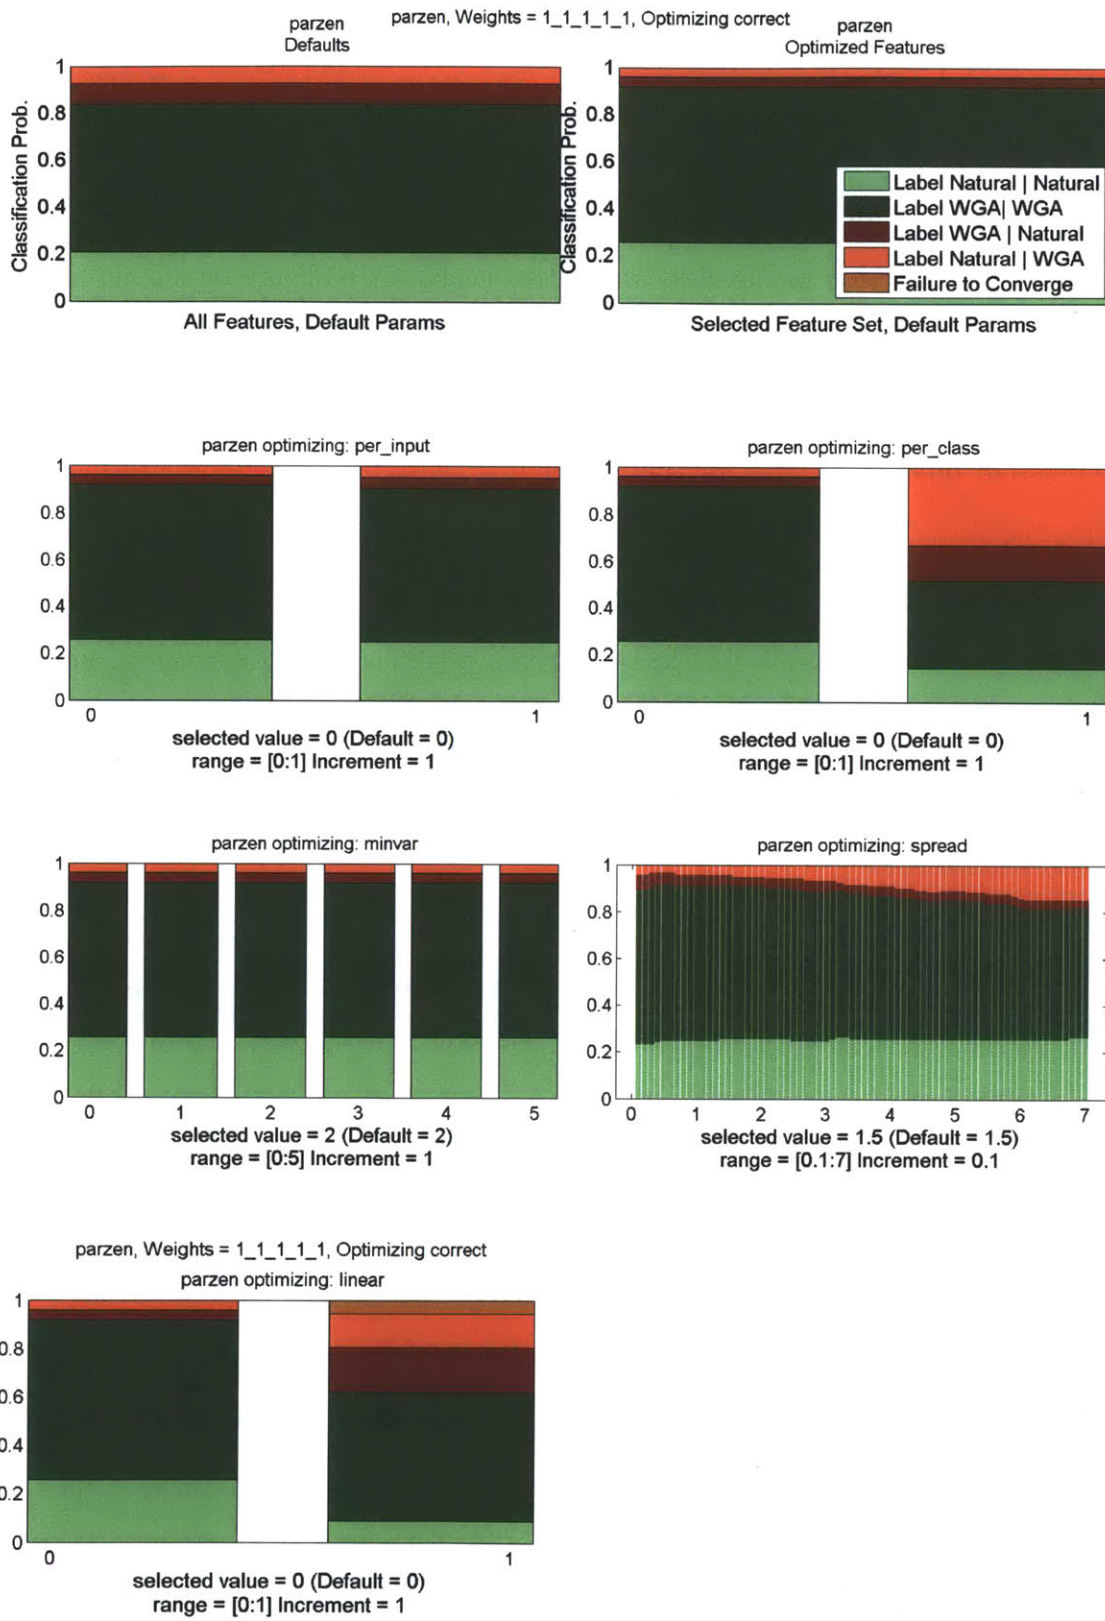 parzen, Weights = 1_1_1_1_1, Optimizing correct
parzen
Defaults
1
0.8
0.6
0.4
0.2
0
Classification Prob.
All Features, Default Params
parzen
Optimized Features
1
0.8
0.6
0.4
0.2
0
Classification Prob.
Label Natural | Natural
Label WGA| WGA
Label WGA | Natural
Label Natural | WGA
Failure to Converge
Selected Feature Set, Default Params
parzen optimizing: per_input
1
0.8
0.6
0.4
0.2
0
0 1
selected value = 0 (Default = 0)
range = [0:1] Increment = 1
parzen optimizing: per_class
1
0.8
0.6
0.4
0.2
0
0 1
selected value = 0 (Default = 0)
range = [0:1] Increment = 1
parzen optimizing: minvar
1
0.8
0.6
0.4
0.2
0
0 1 2 3 4 5
selected value = 2 (Default = 2)
range = [0:5] Increment = 1
parzen optimizing: spread
1
0.8
0.6
0.4
0.2
0
0 1 2 3 4 5 6 7
selected value = 1.5 (Default = 1.5)
range = [0.1:7] Increment = 0.1
parzen, Weights = 1_1_1_1_1, Optimizing correct
parzen optimizing: linear
1
0.8
0.6
0.4
0.2
0
0 1
selected value = 0 (Default = 0)
range = [0:1] Increment = 1